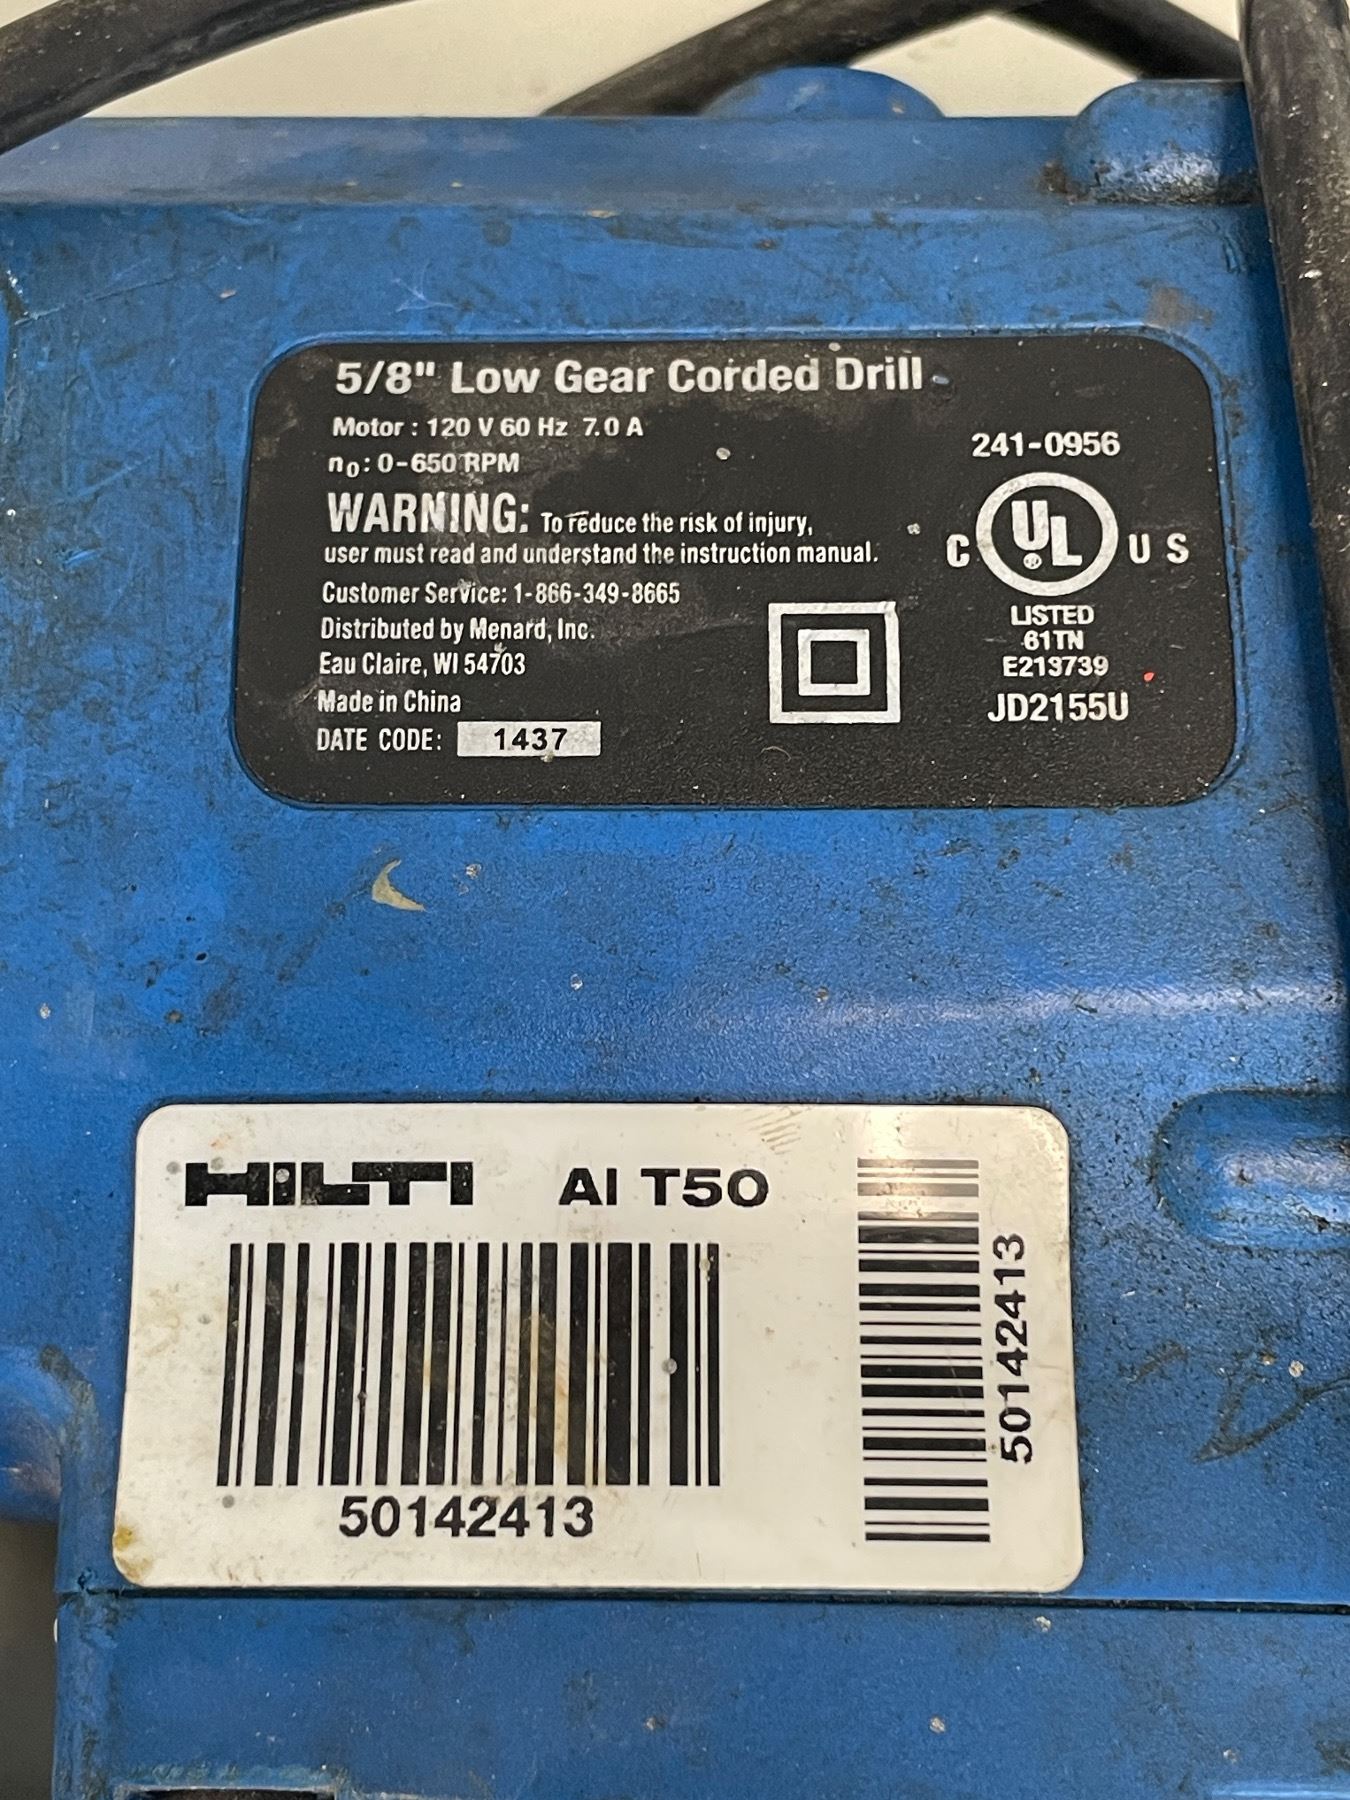 5/8" Low Gear Corded Drill
Motor : 120 V 60 Hz 7.0 A
n0: 0-650 RPM
WARNING: To reduce the risk of injury,
user must read and understand the instruction manual.
Customer Service: 1-866-349-8665
Distributed by Menard, Inc.
Eau Claire, WI 54703
Made in China
DATE CODE: 1437
241-0956
C UL ® US
LISTED
61TN
E213739
JD2155U
HILTI AI T50
50142413
50142413